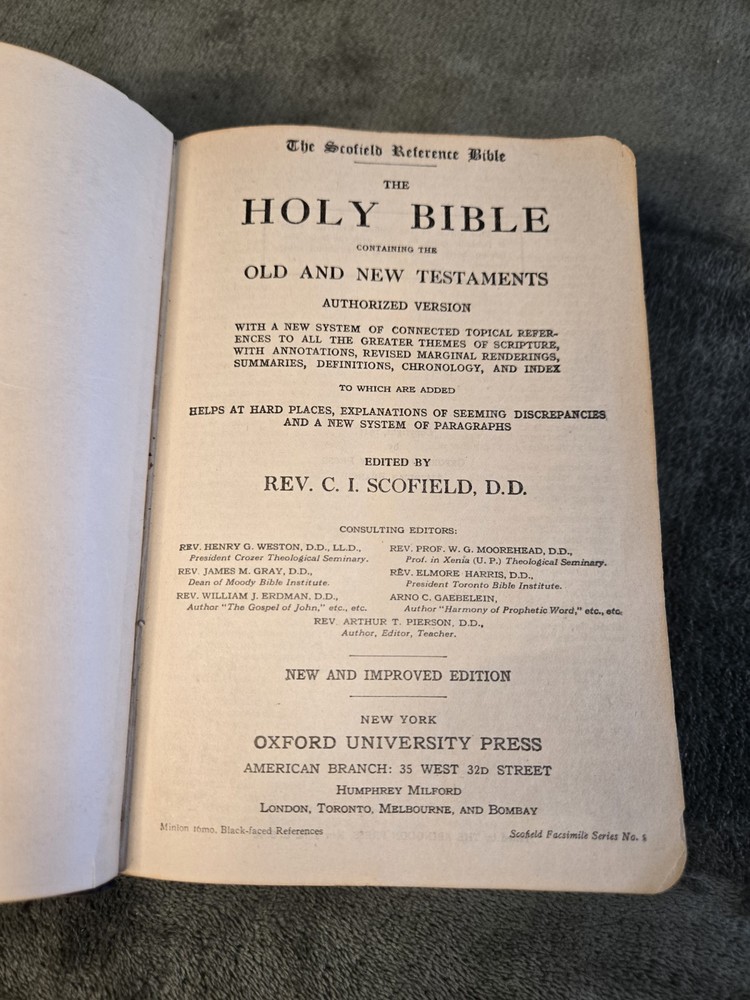 The Scofield Reference Bible
THE
HOLY BIBLE
CONTAINING THE
OLD AND NEW TESTAMENTS
AUTHORIZED VERSION
WITH A NEW SYSTEM OF CONNECTED TOPICAL REFER-
ENCES TO ALL THE GREATER THEMES OF SCRIPTURE,
WITH ANNOTATIONS, REVISED MARGINAL RENDERINGS,
SUMMARIES, DEFINITIONS, CHRONOLOGY, AND INDEX
TO WHICH ARE ADDED
HELPS AT HARD PLACES, EXPLANATIONS OF SEEMING DISCREPANCIES
AND A NEW SYSTEM OF PARAGRAPHS
EDITED BY
REV. C. I. SCOFIELD, D.D.
CONSULTING EDITORS:
REV. HENRY G. WESTON, D.D., LL.D.,
President Crozer Theological Seminary.
REV. JAMES M. GRAY, D.D.,
Dean of Moody Bible Institute.
REV. WILLIAM J. ERDMAN, D.D.,
Author "The Gospel of John," etc., etc.
REV. PROF. W. G. MOOREHEAD, D.D.,
Prof. in Xenia (U. P.) Theological Seminary.
REV. ELMORE HARRIS, D.D.,
President Toronto Bible Institute.
ARNO C. GAEBELEIN,
Author "Harmony of Prophetic Word," etc., etc.
REV. ARTHUR T. PIERSON, D.D.,
Author, Editor, Teacher.
NEW AND IMPROVED EDITION
NEW YORK
OXFORD UNIVERSITY PRESS
AMERICAN BRANCH: 35 WEST 32D STREET
HUMPHREY MILFORD
LONDON, TORONTO, MELBOURNE, AND BOMBAY
Minion 16mo. Black-faced References
Scofield Facsimile Series No.